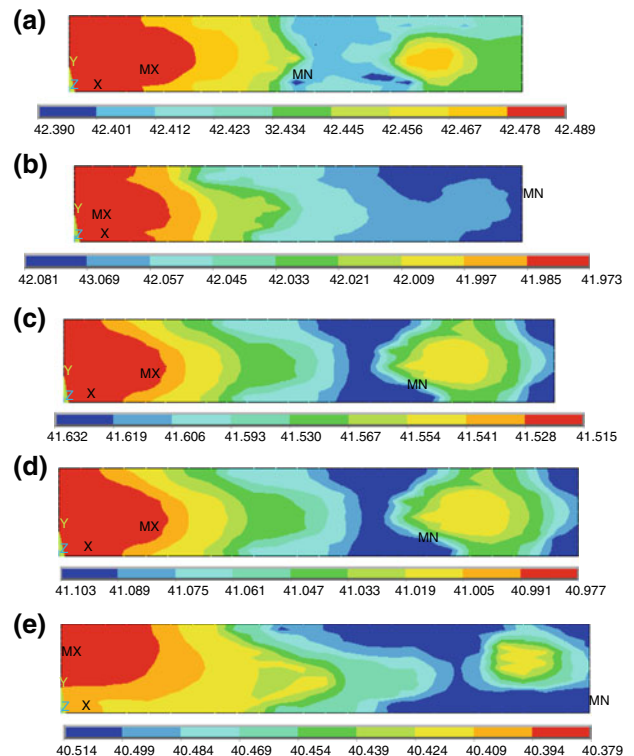 (a)
Y
MX
MN
Z
X
42.390 42.401 42.412 42.423 32.434 42.445 42.456 42.467 42.478 42.489
(b)
MN
Y
MX
Z
X
42.081 43.069 42.057 42.045 42.033 42.021 42.009 41.997 41.985 41.973
(c)
Y
MX
MN
Z
X
41.632 41.619 41.606 41.593 41.530 41.567 41.554 41.541 41.528 41.515
(d)
Y
MX
MN
Z
X
41.103 41.089 41.075 41.061 41.047 41.033 41.019 41.005 40.991 40.977
(e)
MX
Y
MN
Z
X
40.514 40.499 40.484 40.469 40.454 40.439 40.424 40.409 40.394 40.379